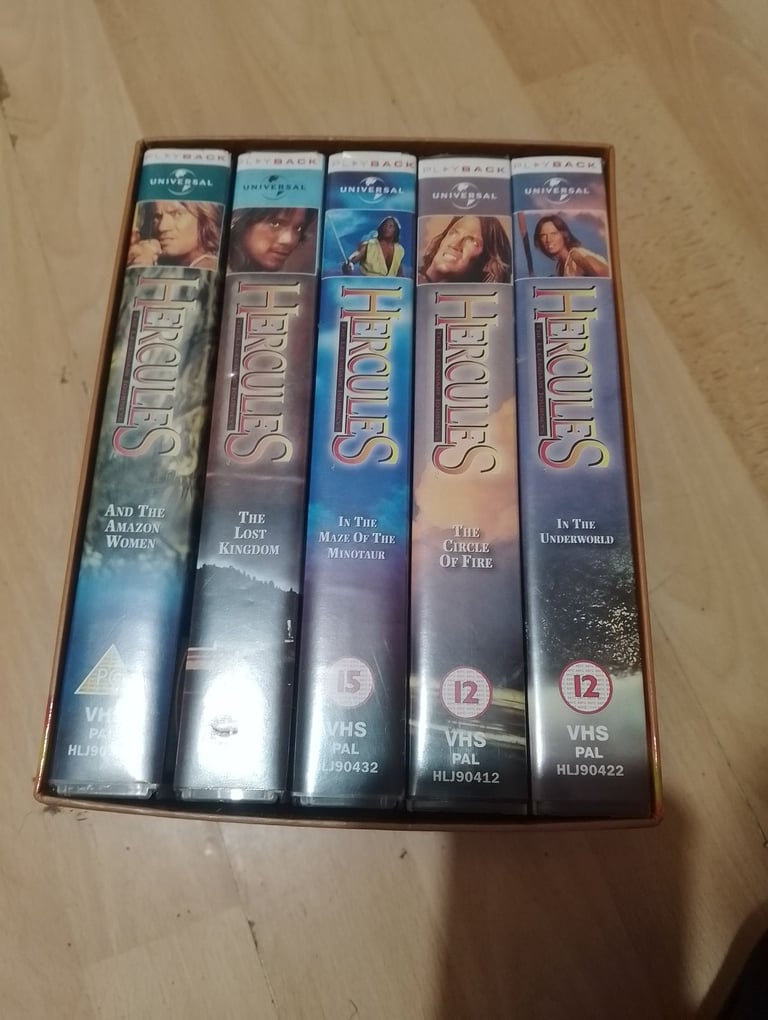 PLAYBACK
UNIVERSAL
HERCULES
AND THE
AMAZON
WOMEN
PG
VHS
PAL
PLAYBACK
UNIVERSAL
HERCULES
THE
LOST
KINGDOM
PLAYBACK
UNIVERSAL
HERCULES
IN THE
MAZE OF THE
MINOTAUR
15
VHS
PAL
HLJ90432
PLAYBACK
UNIVERSAL
HERCULES
THE
CIRCLE
OF FIRE
12
VHS
PAL
HLJ90412
PLAYBACK
UNIVERSAL
HERCULES
IN THE
UNDERWORLD
12
VHS
PAL
HLJ90422